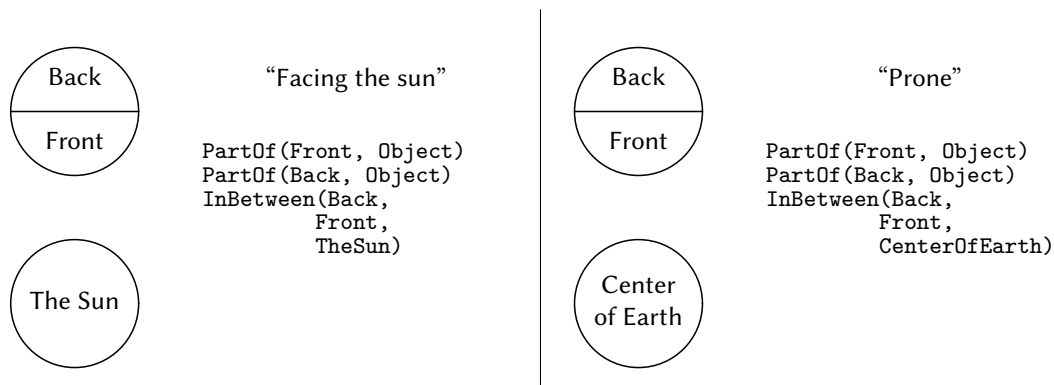 Back
Front
The Sun
“Facing the sun”
PartOf(Front, Object)
PartOf(Back, Object)
InBetween(Back,
Front,
TheSun)
Back
Front
Center
of Earth
“Prone”
PartOf(Front, Object)
PartOf(Back, Object)
InBetween(Back,
Front,
CenterOfEarth)